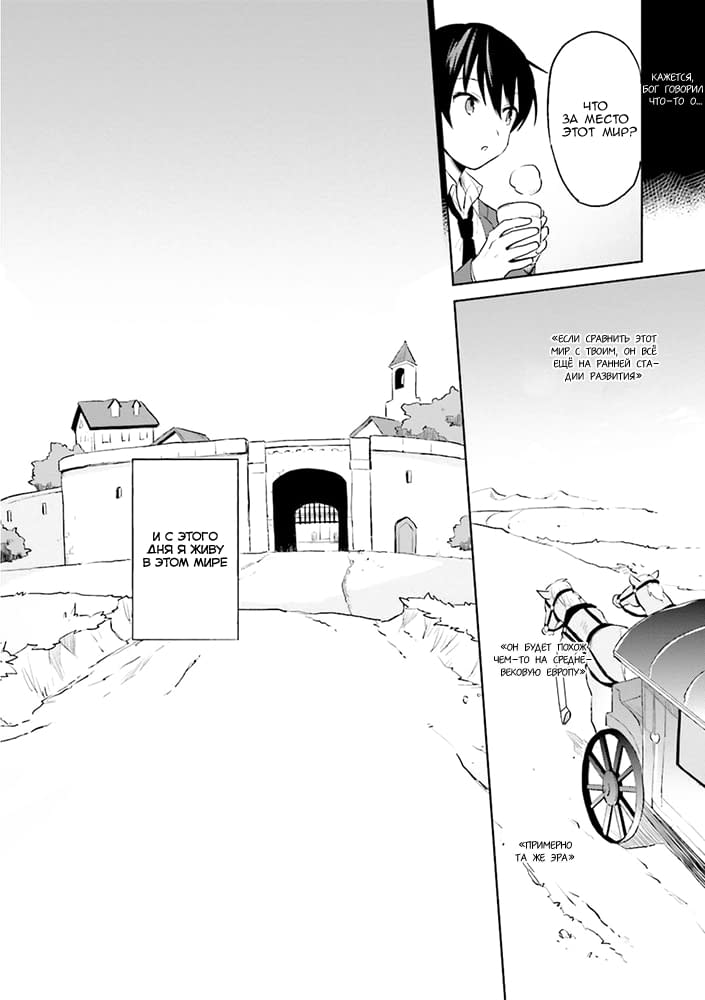 КАЖЕТСЯ,
БОГ ГОВОРИЛ
ЧТО-ТО О...
ЧТО
ЗА МЕСТО
ЭТОТ МИР?
«ЕСЛИ СРАВНИТЬ ЭТОТ
МИР С ТВОИМ, ОН ВСЁ
ЕЩЁ НА РАННЕЙ СТА-
ДИИ РАЗВИТИЯ»
«ОН БУДЕТ ПОХОЖ
ЧЕМ-ТО НА СРЕДНЕ-
ВЕКОВУЮ ЕВРОПУ»
«ПРИМЕРНО
ТА ЖЕ ЭРА»
И С ЭТОГО
ДНЯ Я ЖИВУ
В ЭТОМ МИРЕ